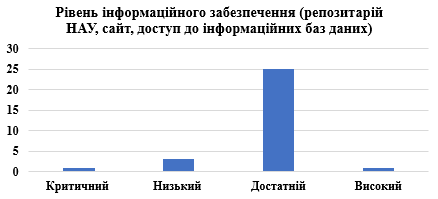 Рівень інформаційного забезпечення (репозитарій
НАУ, сайт, доступ до інформаційних баз даних)
30
25
20
15
10
5
0
Критичний Низький Достатній Високий